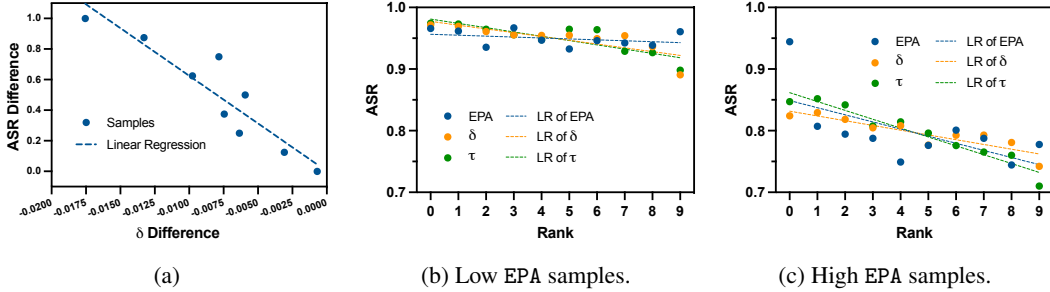 1.0
0.8
0.6
0.4
0.2
0.0
ASR Difference
Samples
Linear Regression
-0.0200
-0.0175
-0.0150
-0.0125
-0.0100
-0.0075
-0.0050
-0.0025
0.0000
δ Difference
(a)
1.0
0.9
0.8
0.7
ASR
EPA LR of EPA
δ LR of δ
τ LR of τ
0 1 2 3 4 5 6 7 8 9
Rank
(b) Low EPA samples.
1.0
0.9
0.8
0.7
ASR
EPA LR of EPA
δ LR of δ
τ LR of τ
0 1 2 3 4 5 6 7 8 9
Rank
(c) High EPA samples.